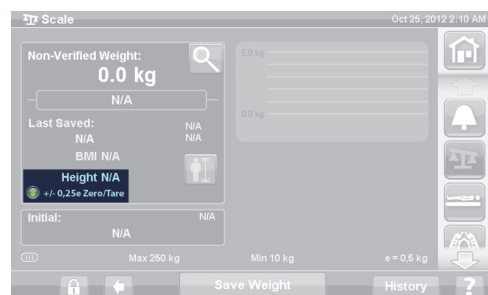 Scale
Oct 25, 2012 2:10 AM
Non-Verified Weight:
0.0 kg
N/A
Last Saved:
N/A
N/A
N/A
BMI N/A
Height N/A
+/- 0,25e Zero/Tare
Initial:
N/A
N/A
5.0 kg
0.0 kg
Max 250 kg
Min 10 kg
e = 0,5 kg
Save Weight
History
?